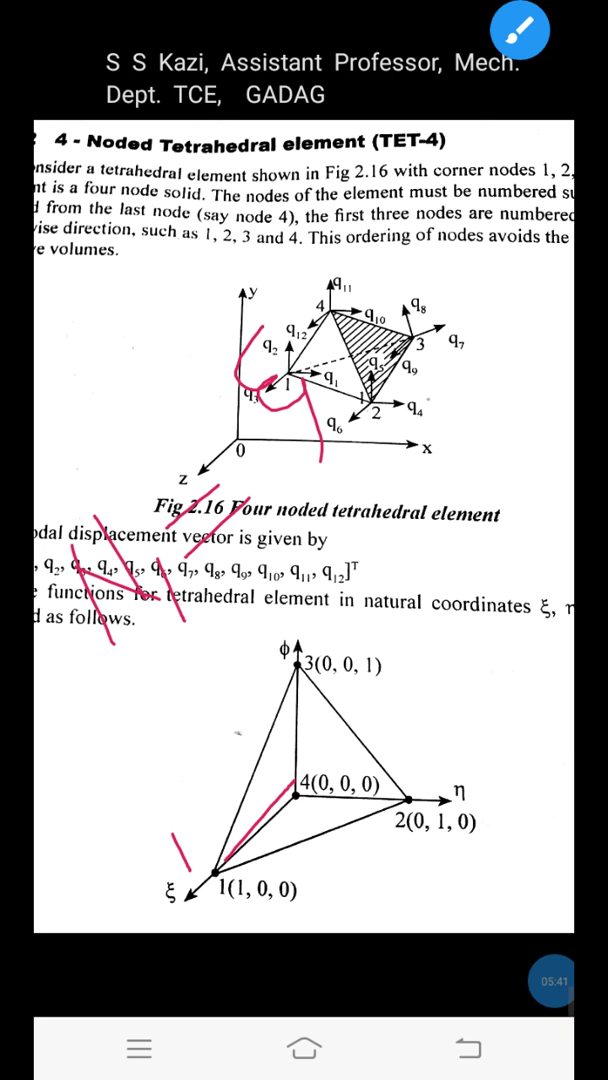 S S Kazi, Assistant Professor, Mech.
Dept. TCE, GADAG
4 - Noded Tetrahedral element (TET-4)
nsider a tetrahedral element shown in Fig 2.16 with corner nodes 1, 2,
nt is a four node solid. The nodes of the element must be numbered su
from the last node (say node 4), the first three nodes are numbered
ise direction, such as 1, 2, 3 and 4. This ordering of nodes avoids the
e volumes.
y
q₁₁
4
q₁₀
q₈
q₁₂
q₂
3
q₇
q₅
q₉
q₁
1
q₃
2
q₄
q₆
0
x
z
Fig 2.16 Four noded tetrahedral element
odal displacement vector is given by
, q₂, q₃, q₄, q₅, q₆, q₇, q₈, q₉, q₁₀, q₁₁, q₁₂]ᵀ
e functions for tetrahedral element in natural coordinates ξ, η
d as follows.
ϕ
3(0, 0, 1)
4(0, 0, 0)
η
2(0, 1, 0)
ξ
1(1, 0, 0)
05:41